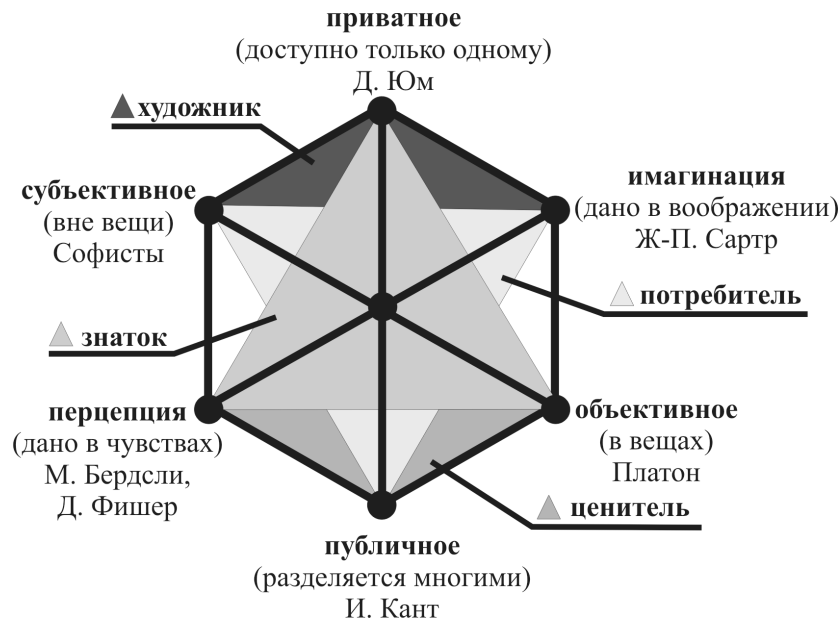 приватное
(доступно только одному)
Д. Юм
художник
субъективное
(вне вещи)
Софисты
имагинация
(дано в воображении)
Ж-П. Сартр
потребитель
знаток
перцепция
(дано в чувствах)
М. Бердсли,
Д. Фишер
объективное
(в вещах)
Платон
ценитель
публичное
(разделяется многими)
И. Кант